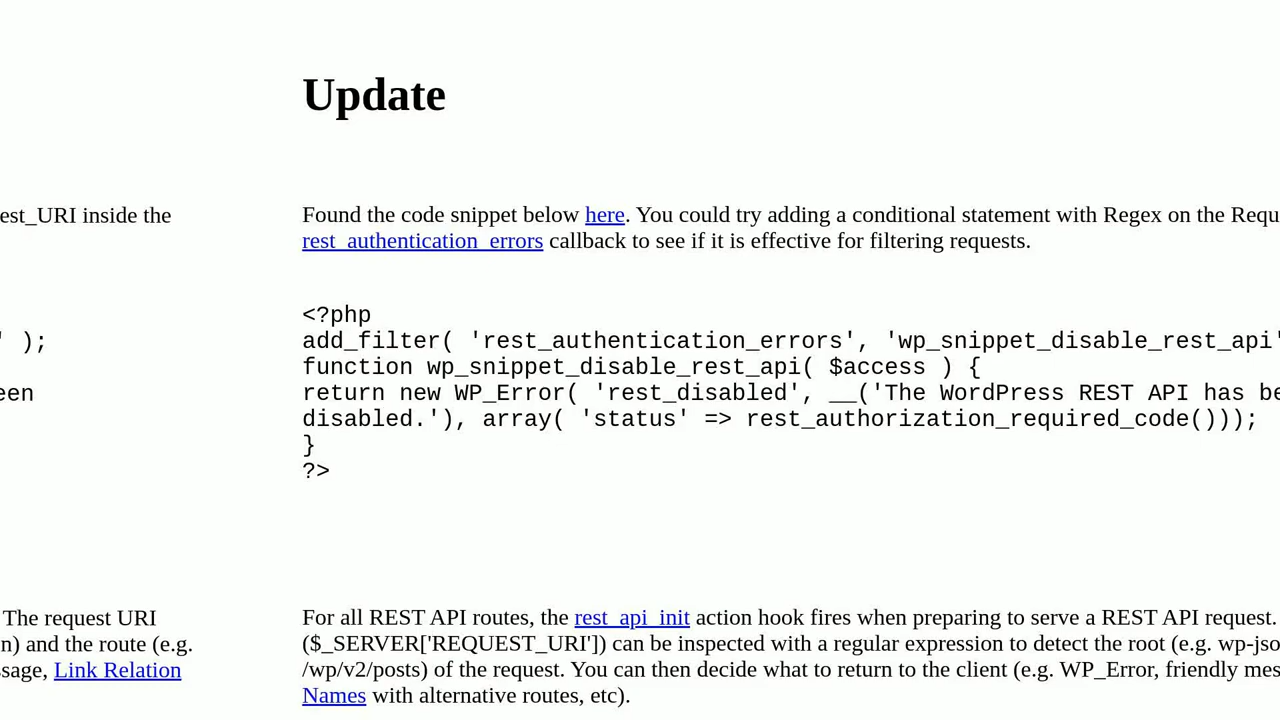 est_URI inside the
' );
een
The request URI
n) and the route (e.g.
ssage, Link Relation
Update
Found the code snippet below here. You could try adding a conditional statement with Regex on the Requ
rest_authentication_errors callback to see if it is effective for filtering requests.
<?php
add_filter( 'rest_authentication_errors', 'wp_snippet_disable_rest_api'
function wp_snippet_disable_rest_api( $access ) {
return new WP_Error( 'rest_disabled', __('The WordPress REST API has be
disabled.'), array( 'status' => rest_authorization_required_code()));
}
?>
For all REST API routes, the rest_api_init action hook fires when preparing to serve a REST API request.
($_SERVER['REQUEST_URI']) can be inspected with a regular expression to detect the root (e.g. wp-jso
/wp/v2/posts) of the request. You can then decide what to return to the client (e.g. WP_Error, friendly mes
Names with alternative routes, etc).